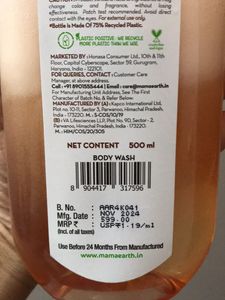 color and fragrance, without losing
effectiveness. Patch test recommended. Avoid direct contact
with eyes. For external use only.
*Bottle Is Made Of 75% Recycled Plastic.
PLASTIC POSITIVE - WE RECYCLE
MORE PLASTIC THAN WE USE.
MARKETED BY: Honasa Consumer Ltd., 10th & 11th
Floor, Capital Cyberscape, Sector 59, Gurugram,
Haryana, India - 122101.
FOR QUERIES, CONTACT: Customer Care
Manager, at above address.
Call: +91 8901555444 | Email : care@mamaearth.in
For Manufacturing Unit Address, See The First
Character of Batch No. & Refer Below:
MANUFACTURED BY: (A) : Kapco International Ltd.
Plot no. 10-11, Sector 3, Parwanoo, Himachal
Pradesh, India - 173220. M.: S-COS/10/19
(B) : VA Lifesciences LLP, Plot No. 90, Sector - 2,
Parwanoo, Himachal Pradesh, India - 173220.
M.: HIM/COS/20/305
NET CONTENT 500 ml
BODY WASH
8 904417 317596
B. No. : AAR4K041
Mfg. Date : NOV 2024
MRP ₹ : 599.00
(Incl. of all taxes) USP₹1.19/ml
Use Before 24 Months From Manufactured
www.mamaearth.in